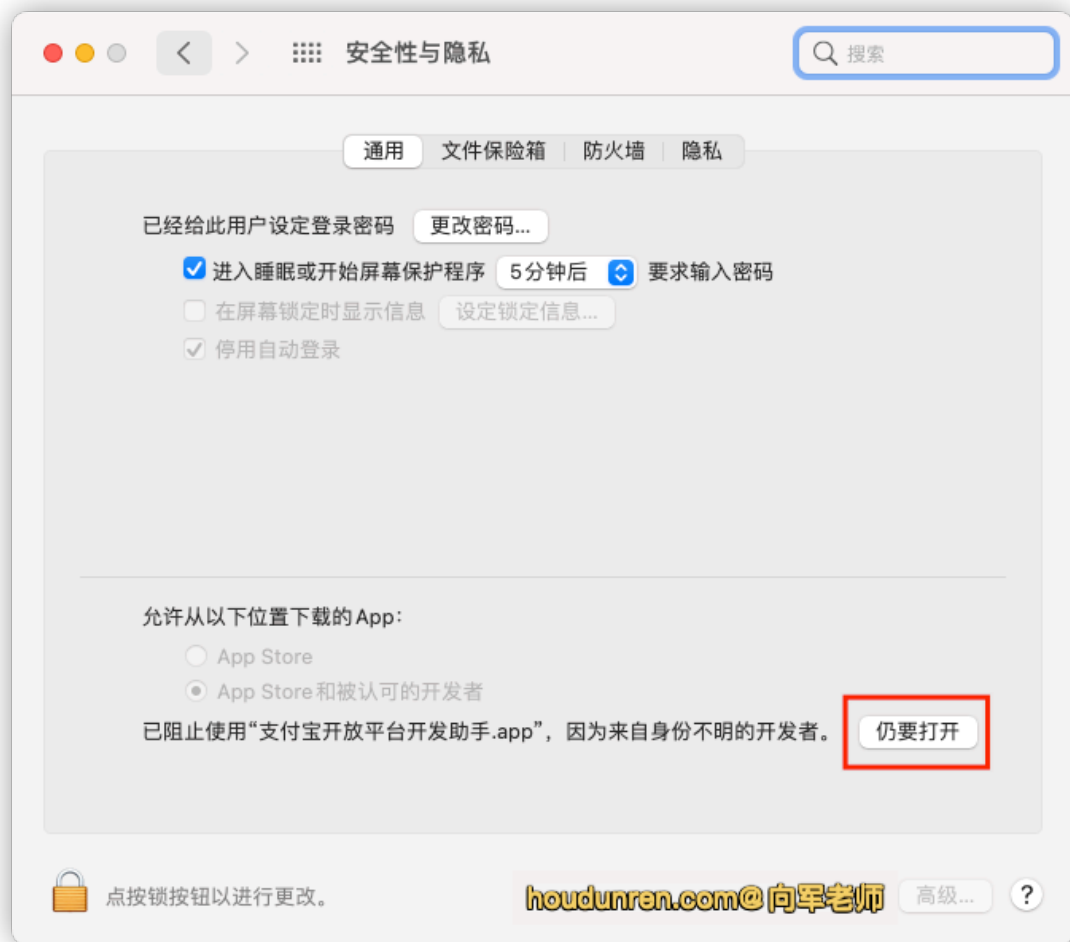 安全性与隐私
搜索
通用 文件保险箱 防火墙 隐私
已经给此用户设定登录密码 更改密码...
进入睡眠或开始屏幕保护程序 5分钟后 要求输入密码
在屏幕锁定时显示信息 设定锁定信息...
停用自动登录
允许从以下位置下载的App：
App Store
App Store和被认可的开发者
已阻止使用“支付宝开放平台开发助手.app”，因为来自身份不明的开发者。 仍要打开
点按锁按钮以进行更改。
houdunren.com@向军老师
高级... ?